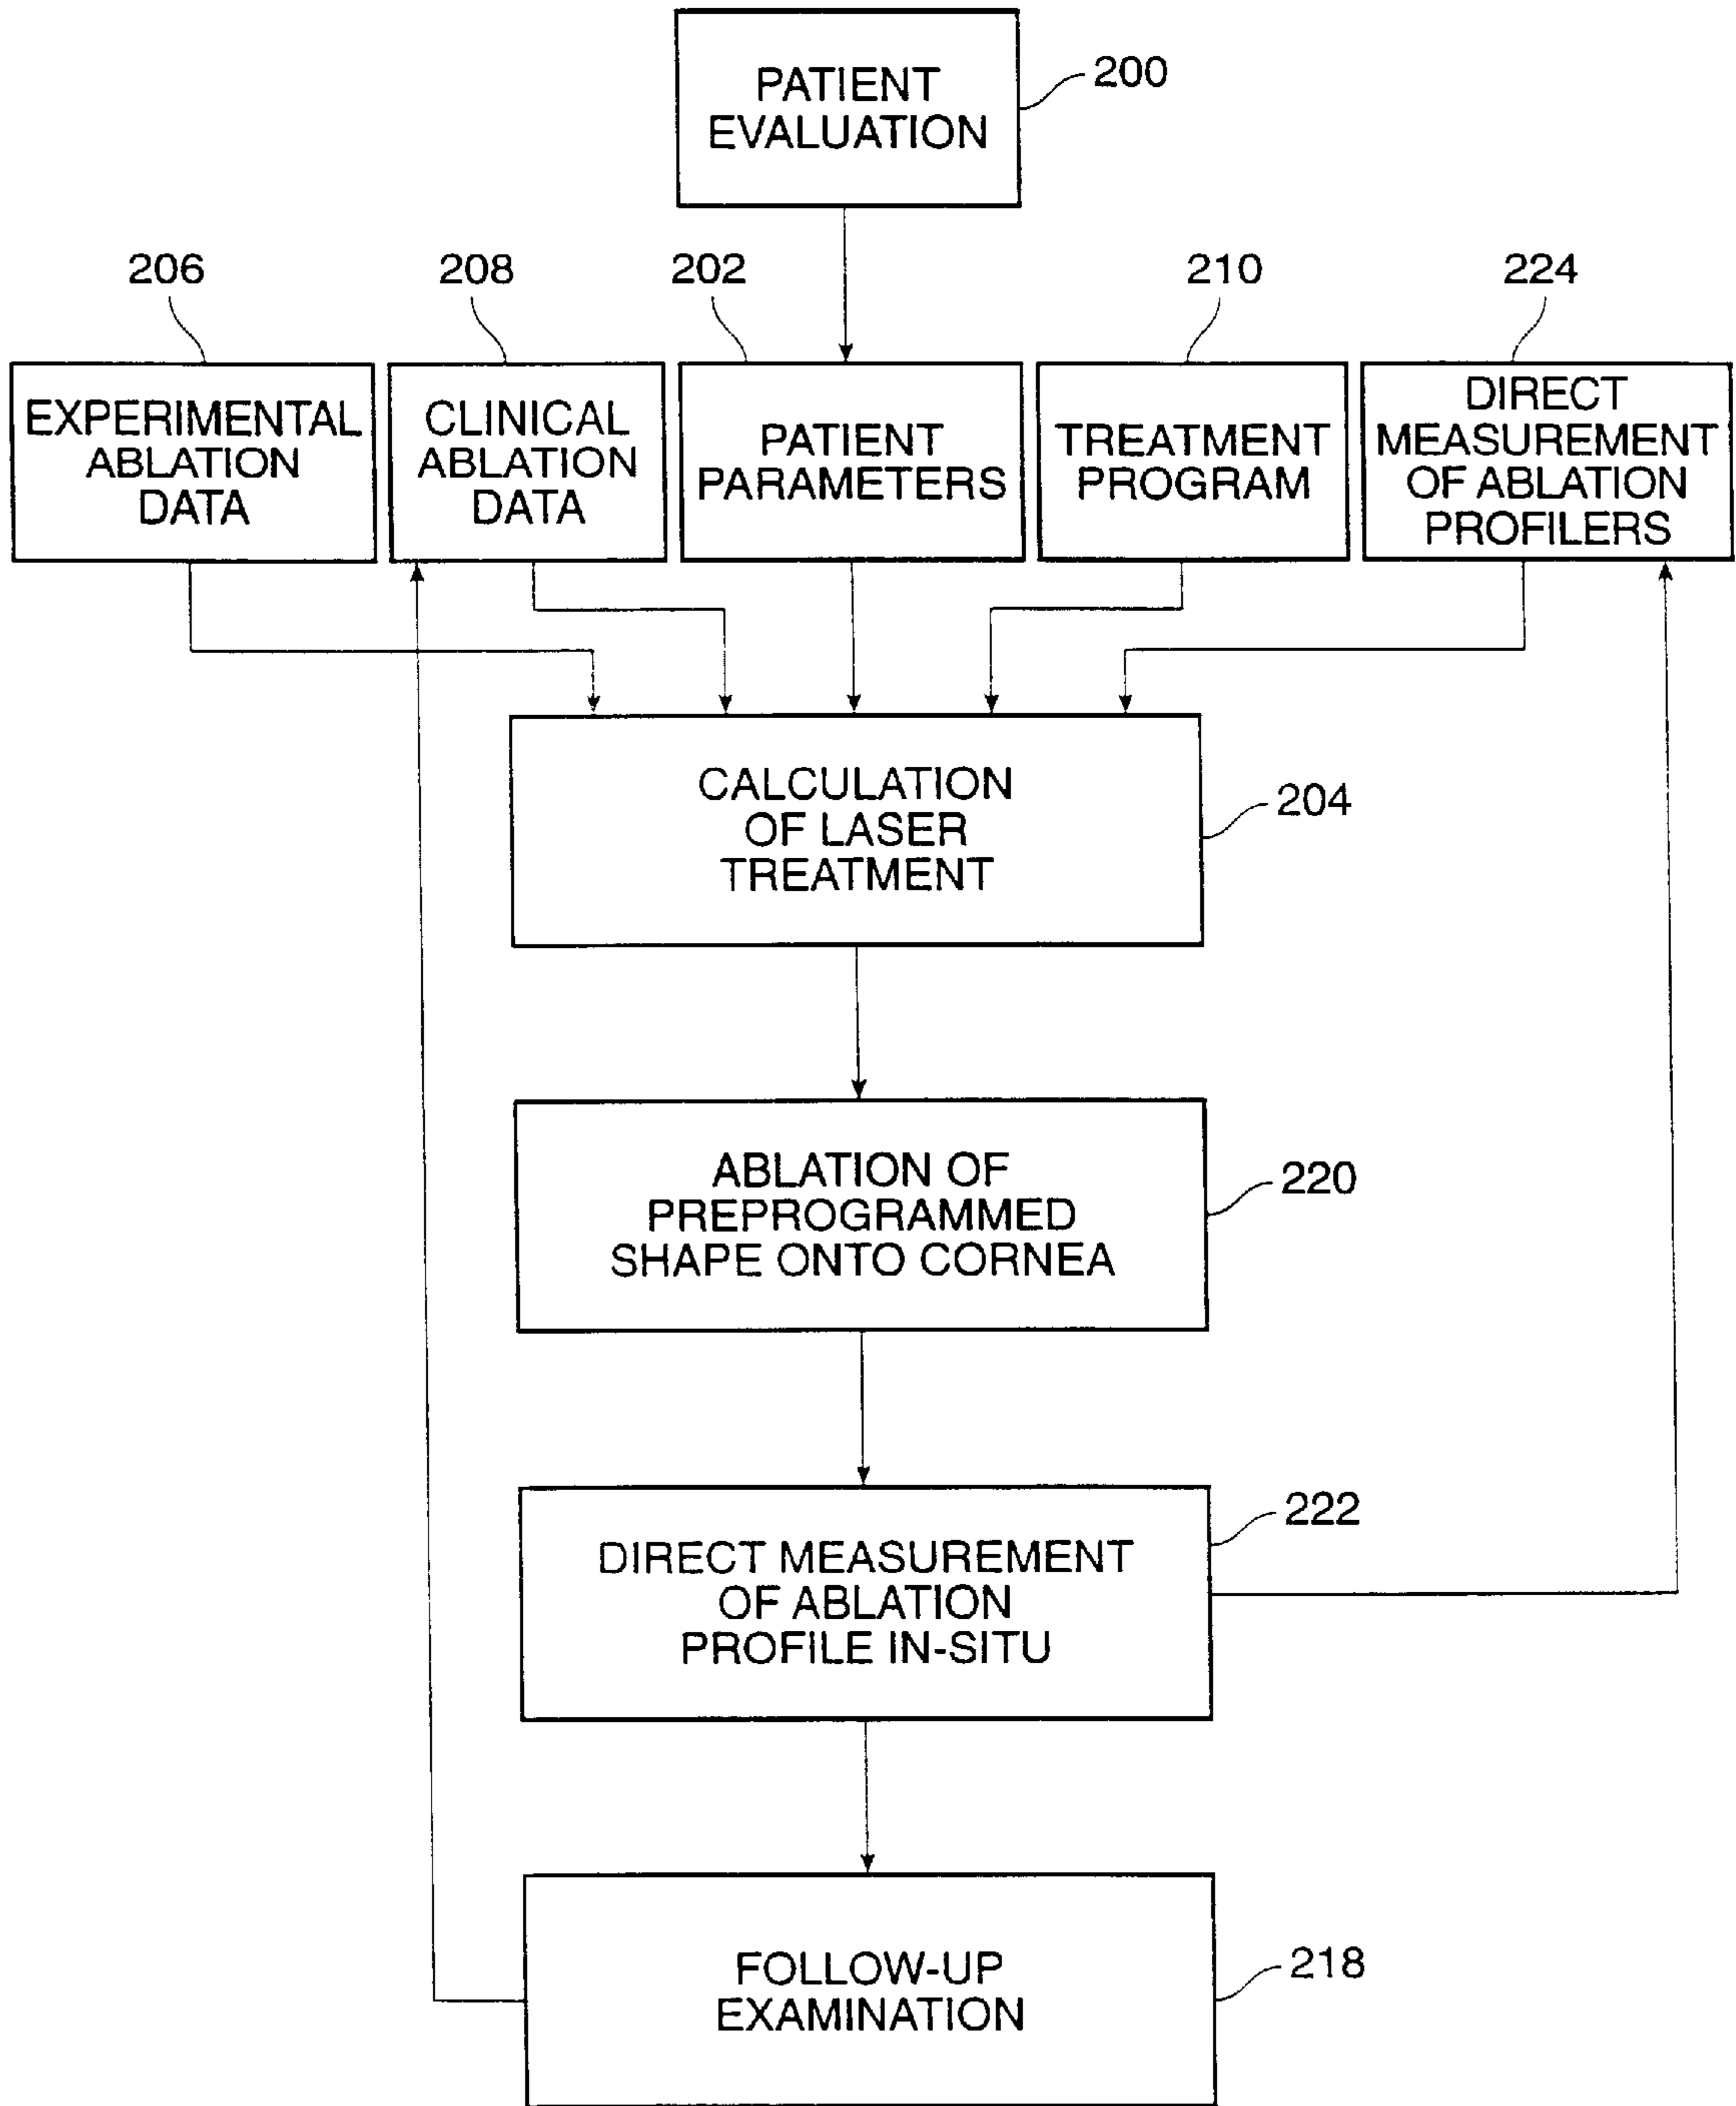 PATIENT
EVALUATION
200
206
208
202
210
224
EXPERIMENTAL
ABLATION
DATA
CLINICAL
ABLATION
DATA
PATIENT
PARAMETERS
TREATMENT
PROGRAM
DIRECT
MEASUREMENT
OF ABLATION
PROFILERS
CALCULATION
OF LASER
TREATMENT
204
ABLATION OF
PREPROGRAMMED
SHAPE ONTO CORNEA
220
DIRECT MEASUREMENT
OF ABLATION
PROFILE IN-SITU
222
FOLLOW-UP
EXAMINATION
218